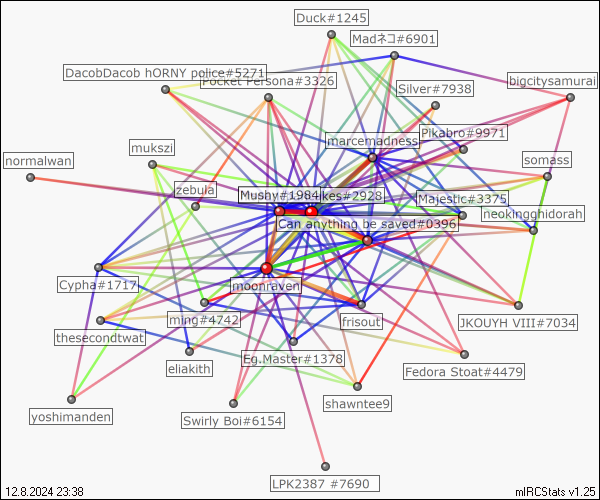 Duck#1245
Madネコ#6901
DacobDacob hORNY police#5271
Pocket Persona#3326
Silver#7938
bigcitysamurai
marcemadness
Pikabro#9971
mukszi
normalwan
somass
zebula
Mushy#1984
ikes#2928
Majestic#3375
neokingghidorah
Can anything be saved#0396
Cypha#1717
moonraven
ming#4742
frisout
JKOUYH VIII#7034
thesecondtwat
Eg.Master#1378
eliakith
Fedora Stoat#4479
shawntee9
yoshimanden
Swirly Boi#6154
LPK2387 #7690
12.8.2024 23:38
mIRCStats v1.25